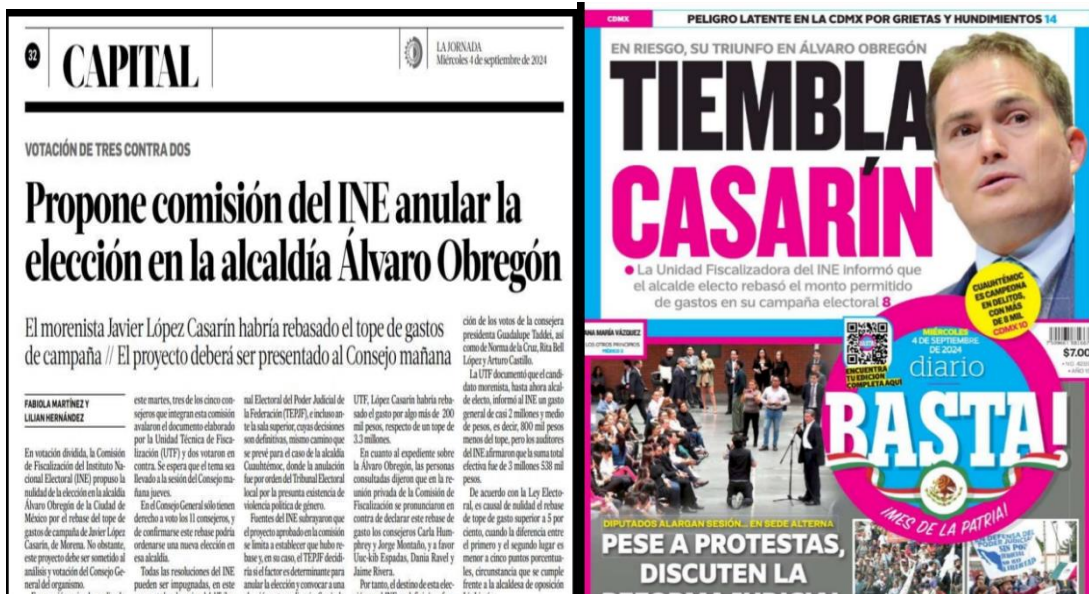 32
CAPITAL
LA JORNADA
Miércoles 4 de septiembre de 2024
VOTACIÓN DE TRES CONTRA DOS
Propone comisión del INE anular la
elección en la alcaldía Álvaro Obregón
El morenista Javier López Casarín habría rebasado el tope de gastos
de campaña // El proyecto deberá ser presentado al Consejo mañana
FABIOLA MARTÍNEZ Y
LILIAN HERNÁNDEZ
En votación dividida, la Comisión
de Fiscalización del Instituto Na-
cional Electoral (INE) propuso la
nulidad de la elección en la alcaldía
Álvaro Obregón de la Ciudad de
México por el rebase del tope de
gastos de campaña de Javier López
Casarín, de Morena. No obstante,
este proyecto debe ser sometido al
análisis y votación del Consejo Ge-
neral del organismo.
este martes, tres de los cinco con-
sejeros que integran esta comisión
avalaron el documento elaborado
por la Unidad Técnica de Fisca-
lización (UTF) y dos votaron en
contra. Se espera que el tema sea
llevado a la sesión del Consejo ma-
ñana jueves.
En el Consejo General sólo tienen
derecho a voto los 11 consejeros, y
de confirmarse este rebase podría
ordenarse una nueva elección en
esa alcaldía.
Todas las resoluciones del INE
pueden ser impugnadas, en este
nal Electoral del Poder Judicial de
la Federación (TEPJF), e incluso an-
te la sala superior, cuyas decisiones
son definitivas, mismo camino que
se prevé para el caso de la alcaldía
Cuauhtémoc, donde la anulación
fue por orden del Tribunal Electoral
local por la presunta existencia de
violencia política de género.
Fuentes del INE subrayaron que
el proyecto aprobado en la comisión
se limita a establecer que hubo re-
base y, en su caso, el TEPJF decidi-
ría si el factor es determinante para
anular la elección y convocar a una
UTF, López Casarín habría reba-
sado el gasto por algo más de 200
mil pesos, respecto de un tope de
3.3 millones.
En cuanto al expediente sobre
la Álvaro Obregón, las personas
consultadas dijeron que en la re-
unión privada de la Comisión de
Fiscalización se pronunciaron en
contra de declarar este rebase de
gasto los consejeros Carla Hum-
phrey y Jorge Montaño, y a favor
Uuc-kib Espadas, Dania Ravel y
Jaime Rivera.
Por tanto, el destino de esta elec-
ción de los votos de la consejera
presidenta Guadalupe Taddei, así
como de Norma de la Cruz, Rita Bell
López y Arturo Castillo.
La UTF documentó que el candi-
dato morenista, hasta ahora alcal-
de electo, informó al INE un gasto
general de casi 2 millones y medio
de pesos, es decir, 800 mil pesos
menos del tope, pero los auditores
del INE afirmaron que la suma total
efectiva fue de 3 millones 538 mil
pesos.
De acuerdo con la Ley Electo-
ral, es causal de nulidad el rebase
de tope de gasto superior a 5 por
ciento, cuando la diferencia entre
el primero y el segundo lugar es
menor a cinco puntos porcentua-
les, circunstancia que se cumple
frente a la alcaldesa de oposición
CDMX
PELIGRO LATENTE EN LA CDMX POR GRIETAS Y HUNDIMIENTOS 14
EN RIESGO, SU TRIUNFO EN ÁLVARO OBREGÓN
TIEMBLA
CASARÍN
● La Unidad Fiscalizadora del INE informó que
el alcalde electo rebasó el monto permitido
de gastos en su campaña electoral 8
CUAUHTÉMOC
ES CAMPEONA
EN DELITOS,
CON MÁS
DE 8 MIL
CDMX 10
ANA MARÍA VÁZQUEZ
LOS OTROS PRINCIPIOS
ENCUENTRA
TU EDICIÓN
COMPLETA AQUÍ
MIÉRCOLES
4 DE SEPTIEMBRE
DE 2024
diario
BASTA!
¡MES DE LA PATRIA!
$7.00
DIPUTADOS ALARGAN SESIÓN... EN SEDE ALTERNA
PESE A PROTESTAS,
DISCUTEN LA
REFORMA JUDICIAL